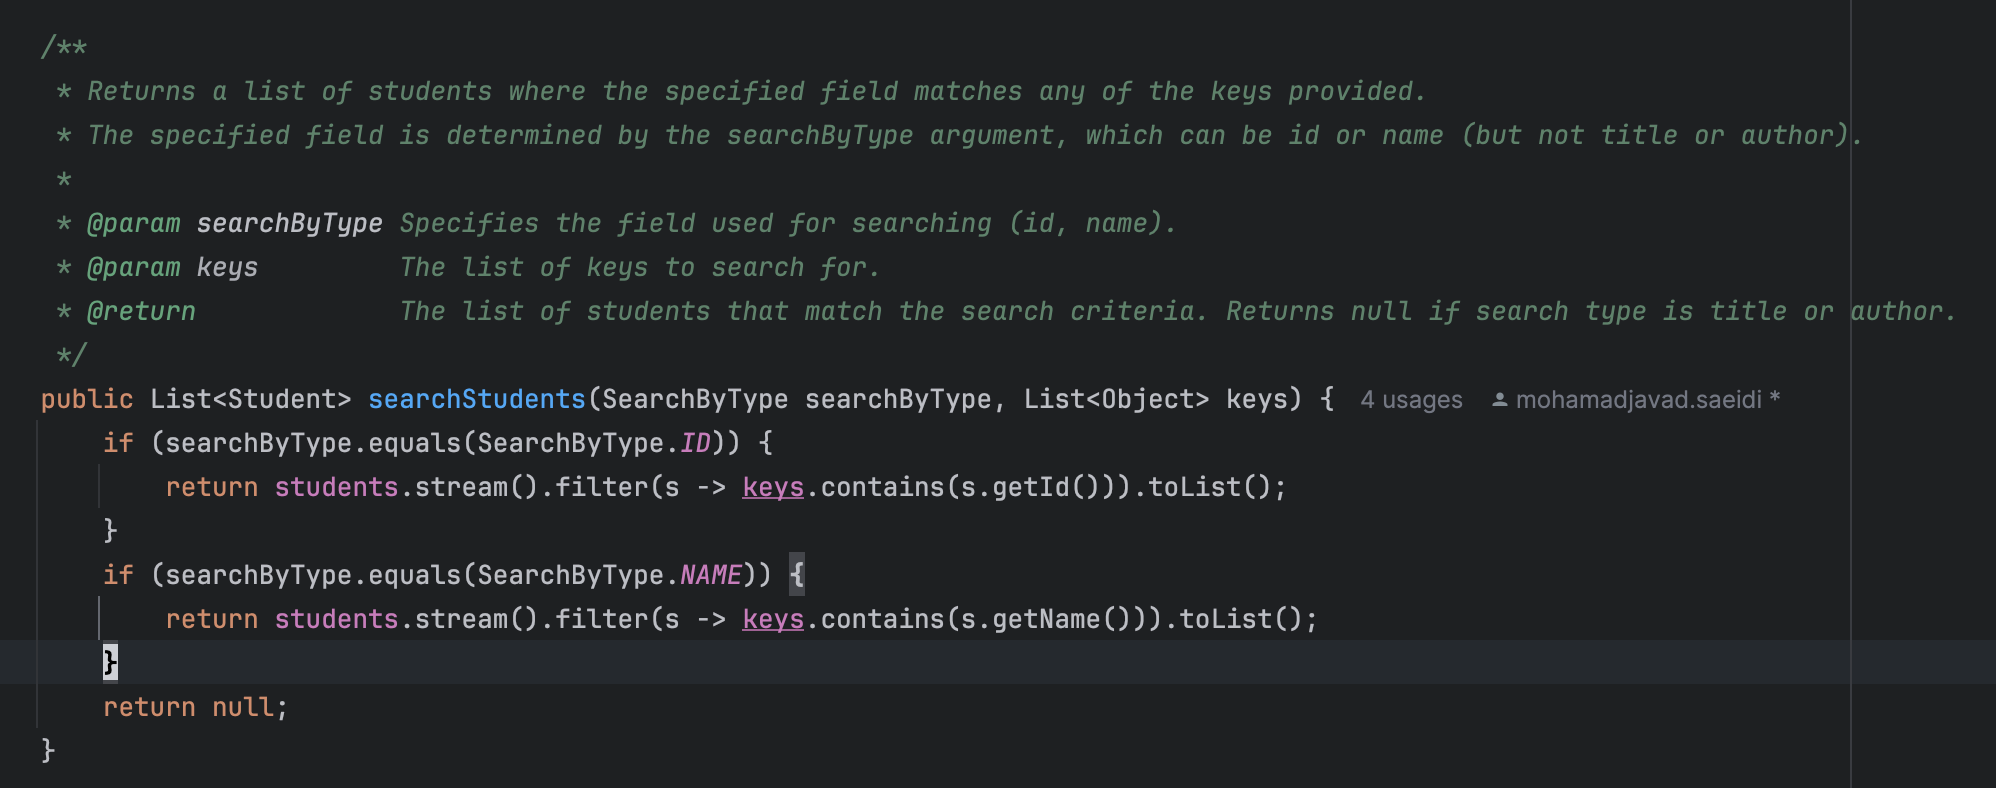 /**
 * Returns a list of students where the specified field matches any of the keys provided.
 * The specified field is determined by the searchByType argument, which can be id or name (but not title or author).
 *
 * @param searchByType Specifies the field used for searching (id, name).
 * @param keys         The list of keys to search for.
 * @return             The list of students that match the search criteria. Returns null if search type is title or author.
 */
public List<Student> searchStudents(SearchByType searchByType, List<Object> keys) { 4 usages mohamadjavad.saeidi *
    if (searchByType.equals(SearchByType.ID)) {
        return students.stream().filter(s -> keys.contains(s.getId())).toList();
    }
    if (searchByType.equals(SearchByType.NAME)) {
        return students.stream().filter(s -> keys.contains(s.getName())).toList();
    }
    return null;
}